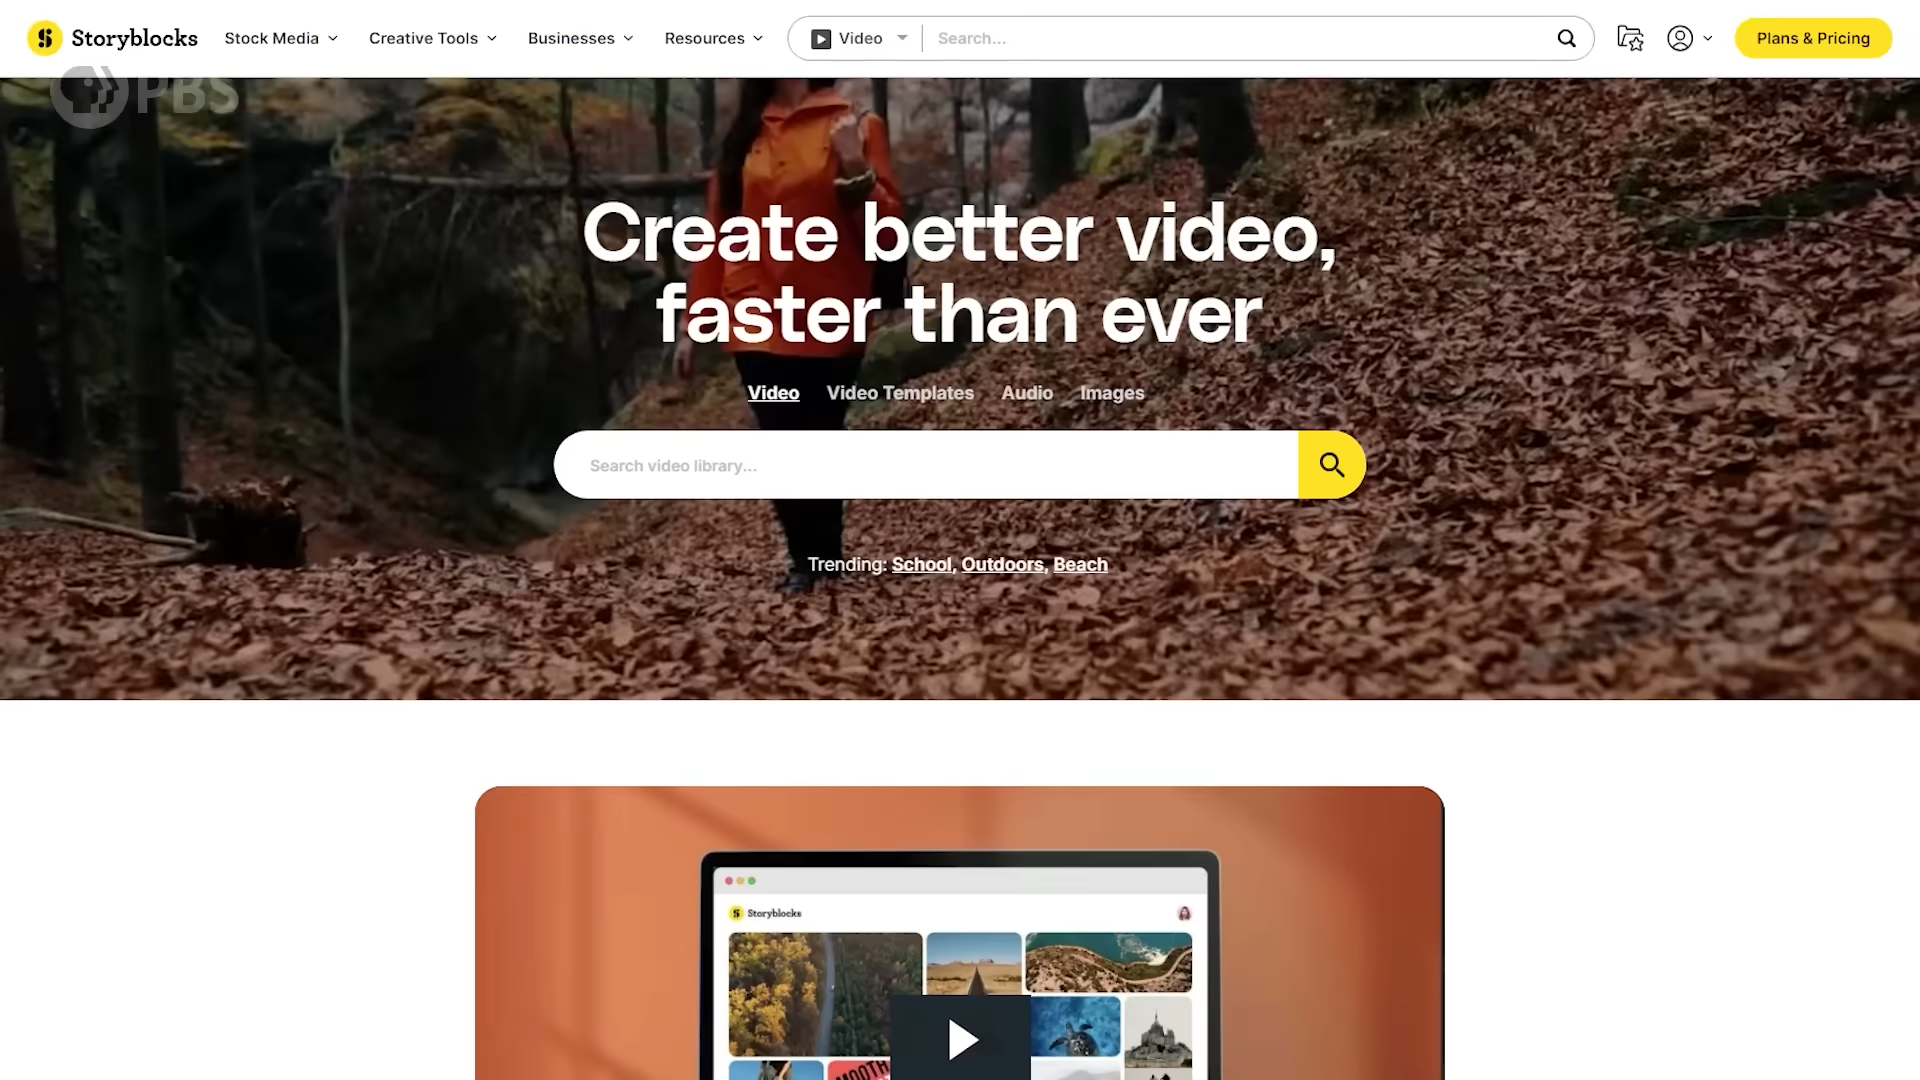 Storyblocks
Stock Media
Creative Tools
Businesses
Resources
Video
Search...
Plans & Pricing
PBS
Create better video,
faster than ever
Video
Video Templates
Audio
Images
Search video library...
Trending: School, Outdoors, Beach
Storyblocks
MOOTH